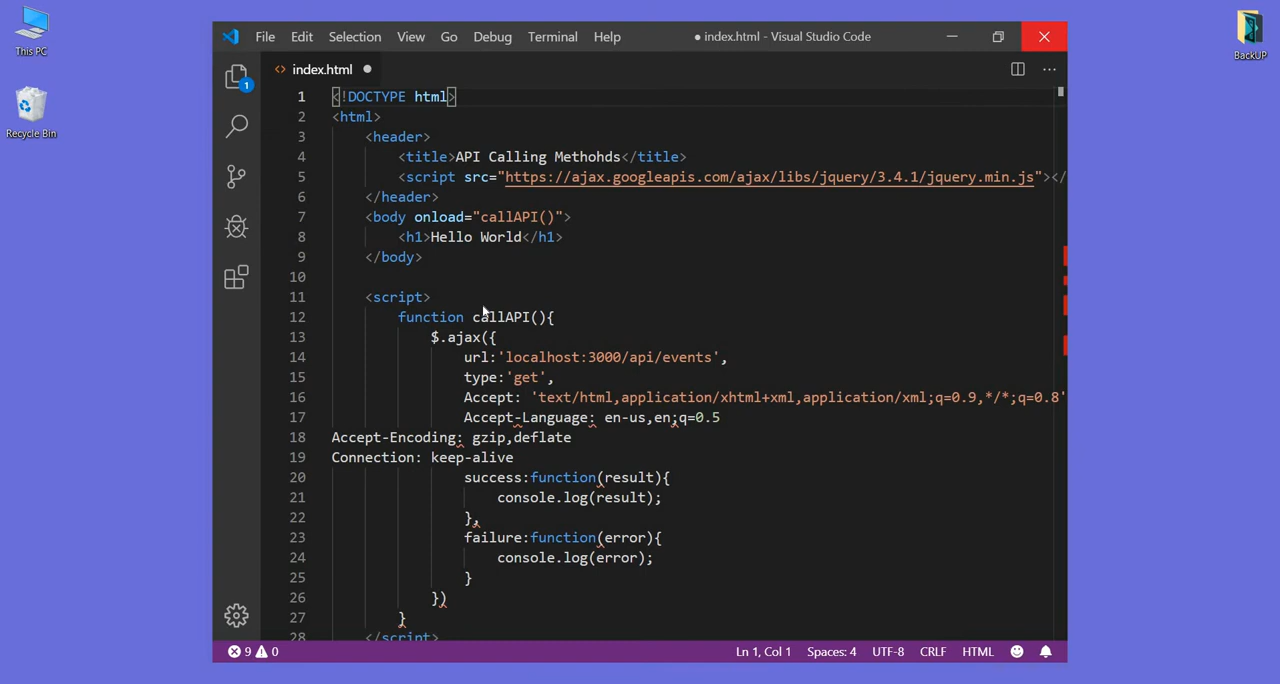 This PC
Recycle Bin
BackUP
File Edit Selection View Go Debug Terminal Help ● index.html - Visual Studio Code
1
<> index.html ●
1 <!DOCTYPE html>
2 <html>
3 <header>
4 <title>API Calling Methohds</title>
5 <script src="https://ajax.googleapis.com/ajax/libs/jquery/3.4.1/jquery.min.js"></
6 </header>
7 <body onload="callAPI()">
8 <h1>Hello World</h1>
9 </body>
10
11 <script>
12 function callAPI(){
13 $.ajax({
14 url:'localhost:3000/api/events',
15 type:'get',
16 Accept: 'text/html,application/xhtml+xml,application/xml;q=0.9,*/*;q=0.8'
17 Accept-Language: en-us,en;q=0.5
18 Accept-Encoding: gzip,deflate
19 Connection: keep-alive
20 success:function(result){
21 console.log(result);
22 },
23 failure:function(error){
24 console.log(error);
25 }
26 })
27 }
28 </script>
9 0 Ln 1, Col 1 Spaces: 4 UTF-8 CRLF HTML